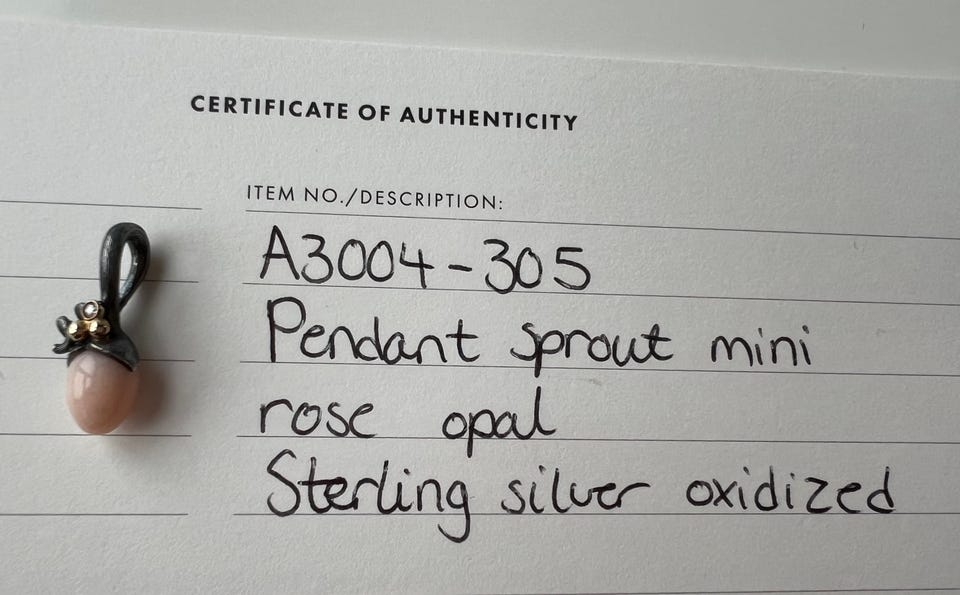 CERTIFICATE OF AUTHENTICITY
ITEM NO./DESCRIPTION:
A3004-305
Pendant sprout mini
rose opal
Sterling silver oxidized